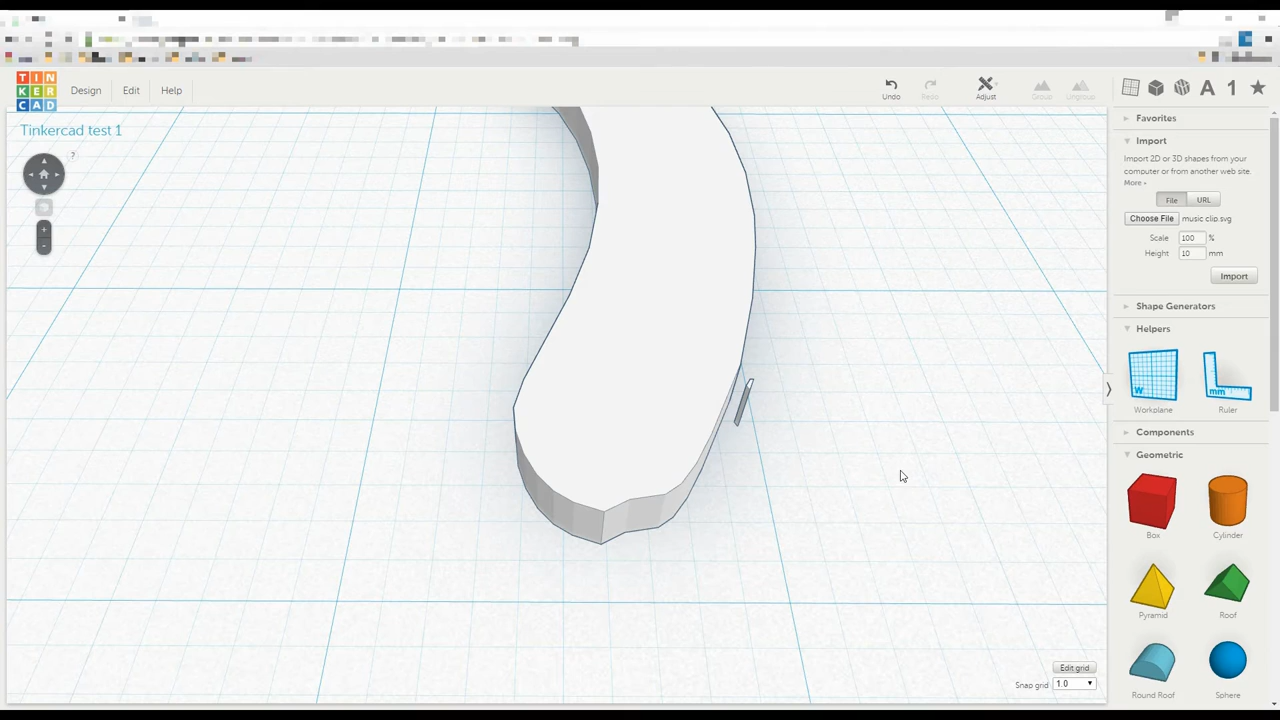 TIN
KER
CAD
Design
Edit
Help
Undo
Redo
Adjust
Group
Ungroup
Tinkercad test 1
?
Favorites
Import
Import 2D or 3D shapes from your
computer or from another web site.
More
File
URL
Choose File music clip.svg
Scale 100 %
Height 10 mm
Import
Shape Generators
Helpers
W
mm
Workplane
Ruler
Components
Geometric
Box
Cylinder
Pyramid
Roof
Round Roof
Sphere
Edit grid
Snap grid 1.0